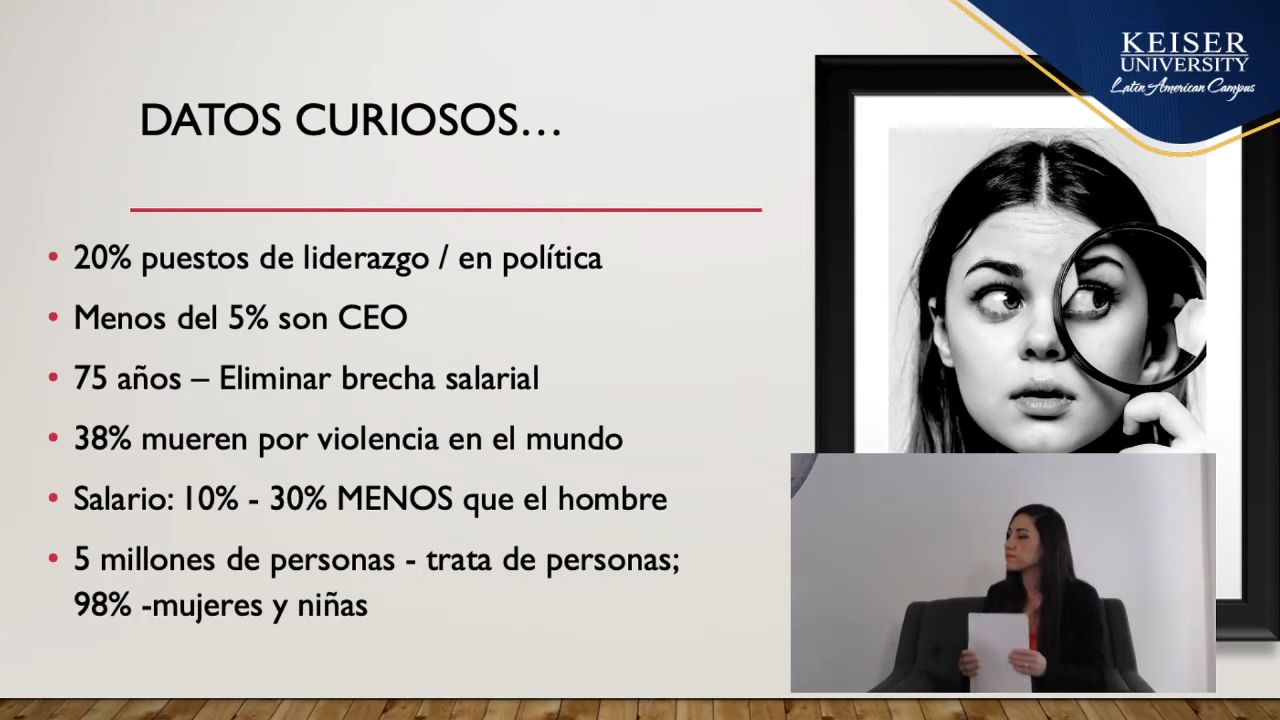 KEISER
UNIVERSITY
Latin American Campus
DATOS CURIOSOS…
• 20% puestos de liderazgo / en política
• Menos del 5% son CEO
• 75 años – Eliminar brecha salarial
• 38% mueren por violencia en el mundo
• Salario: 10% - 30% MENOS que el hombre
• 5 millones de personas - trata de personas;
98% -mujeres y niñas